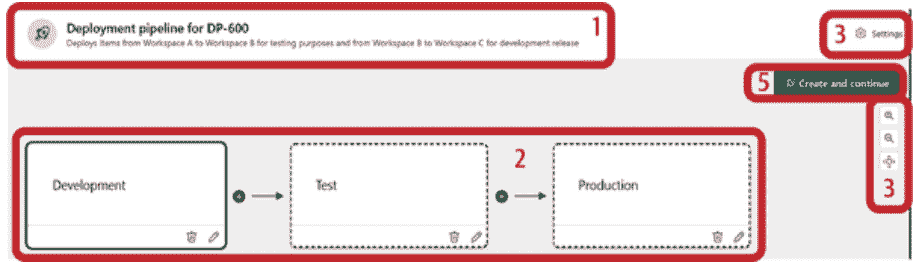 Deployment pipeline for DP-600
1
Deploys items from Workspace A to Workspace B for testing purposes and from Workspace B to Workspace C for development release
3
Settings
5
Create and continue
2
Development
Test
Production
3